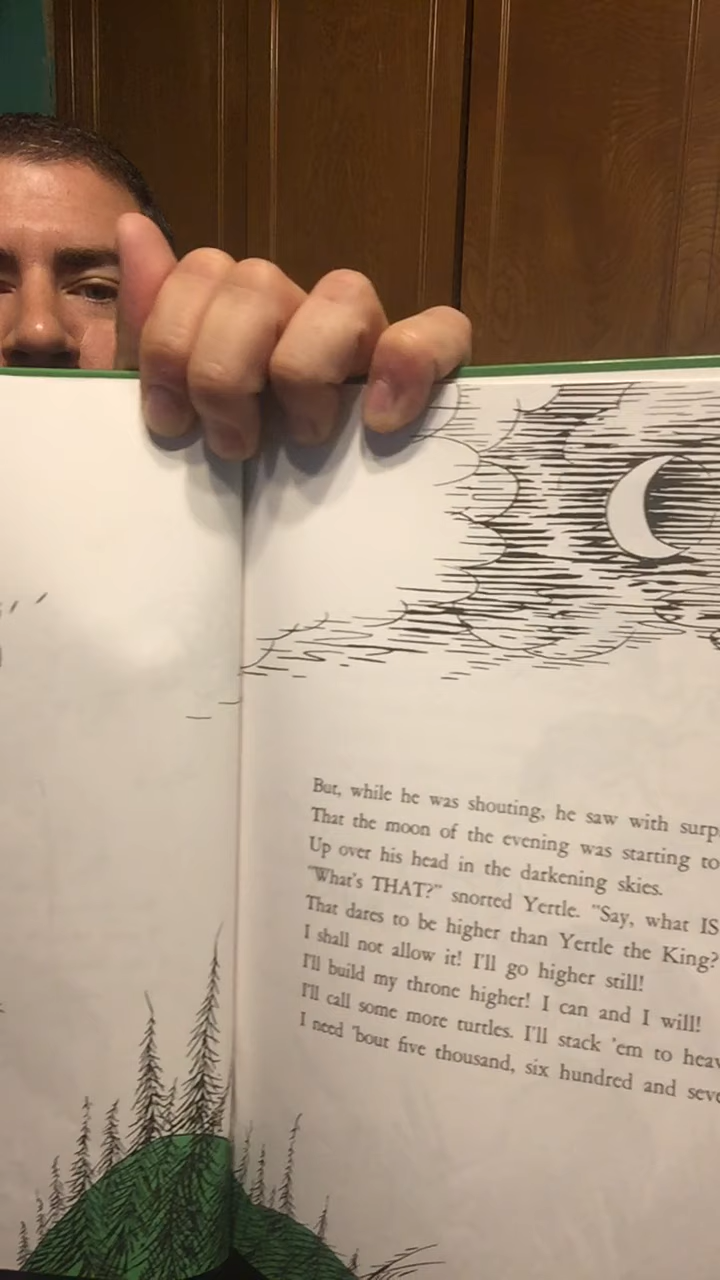 But, while he was shouting, he saw with
That the moon of the evening was starting to
Up over his head in the darkening skies.
"What's THAT?" snorted Yertle. "Say, what IS
That dares to be higher than Yertle the King?
I shall not allow it! I'll go higher still!
I'll build my throne higher! I can and I will!
I'll call some more turtles. I'll stack 'em to
I need 'bout five thousand, six hundred and